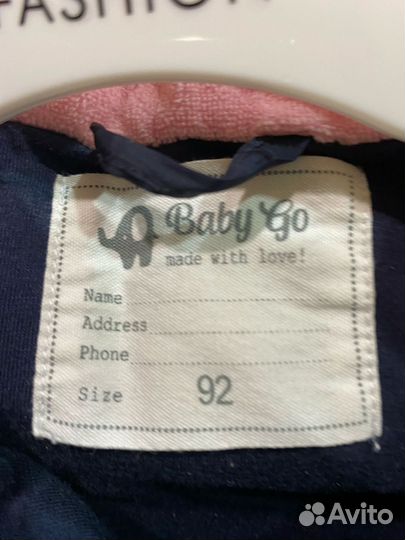 FASHION
Baby Go
made with love!
Name
Address
Phone
Size 92
Avito